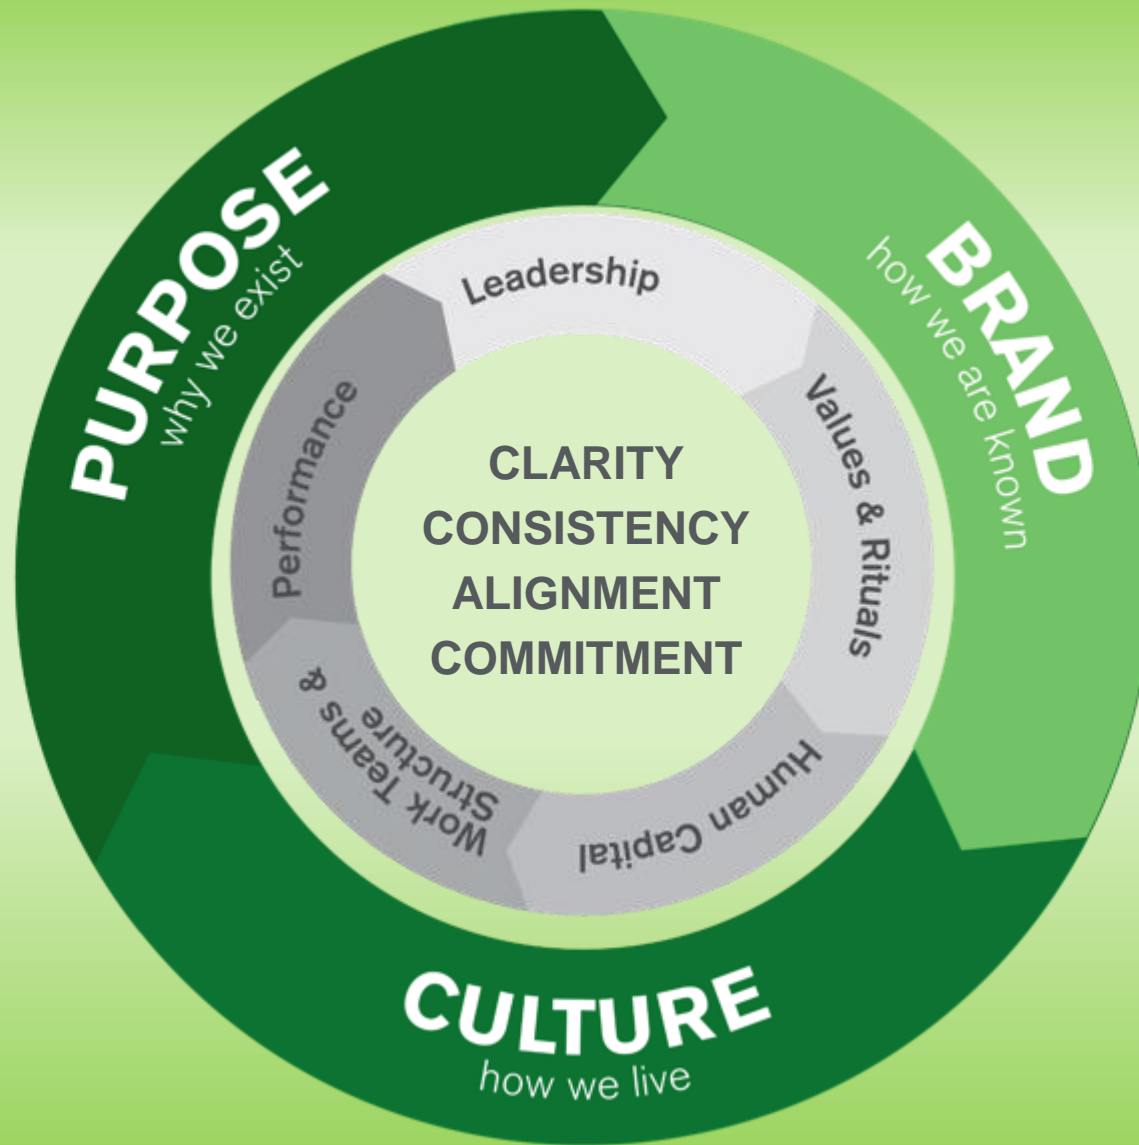 PURPOSE
why we exist
BRAND
how we are known
CULTURE
how we live
Leadership
Values & Rituals
Human Capital
Work Teams &
Structure
Performance
CLARITY
CONSISTENCY
ALIGNMENT
COMMITMENT